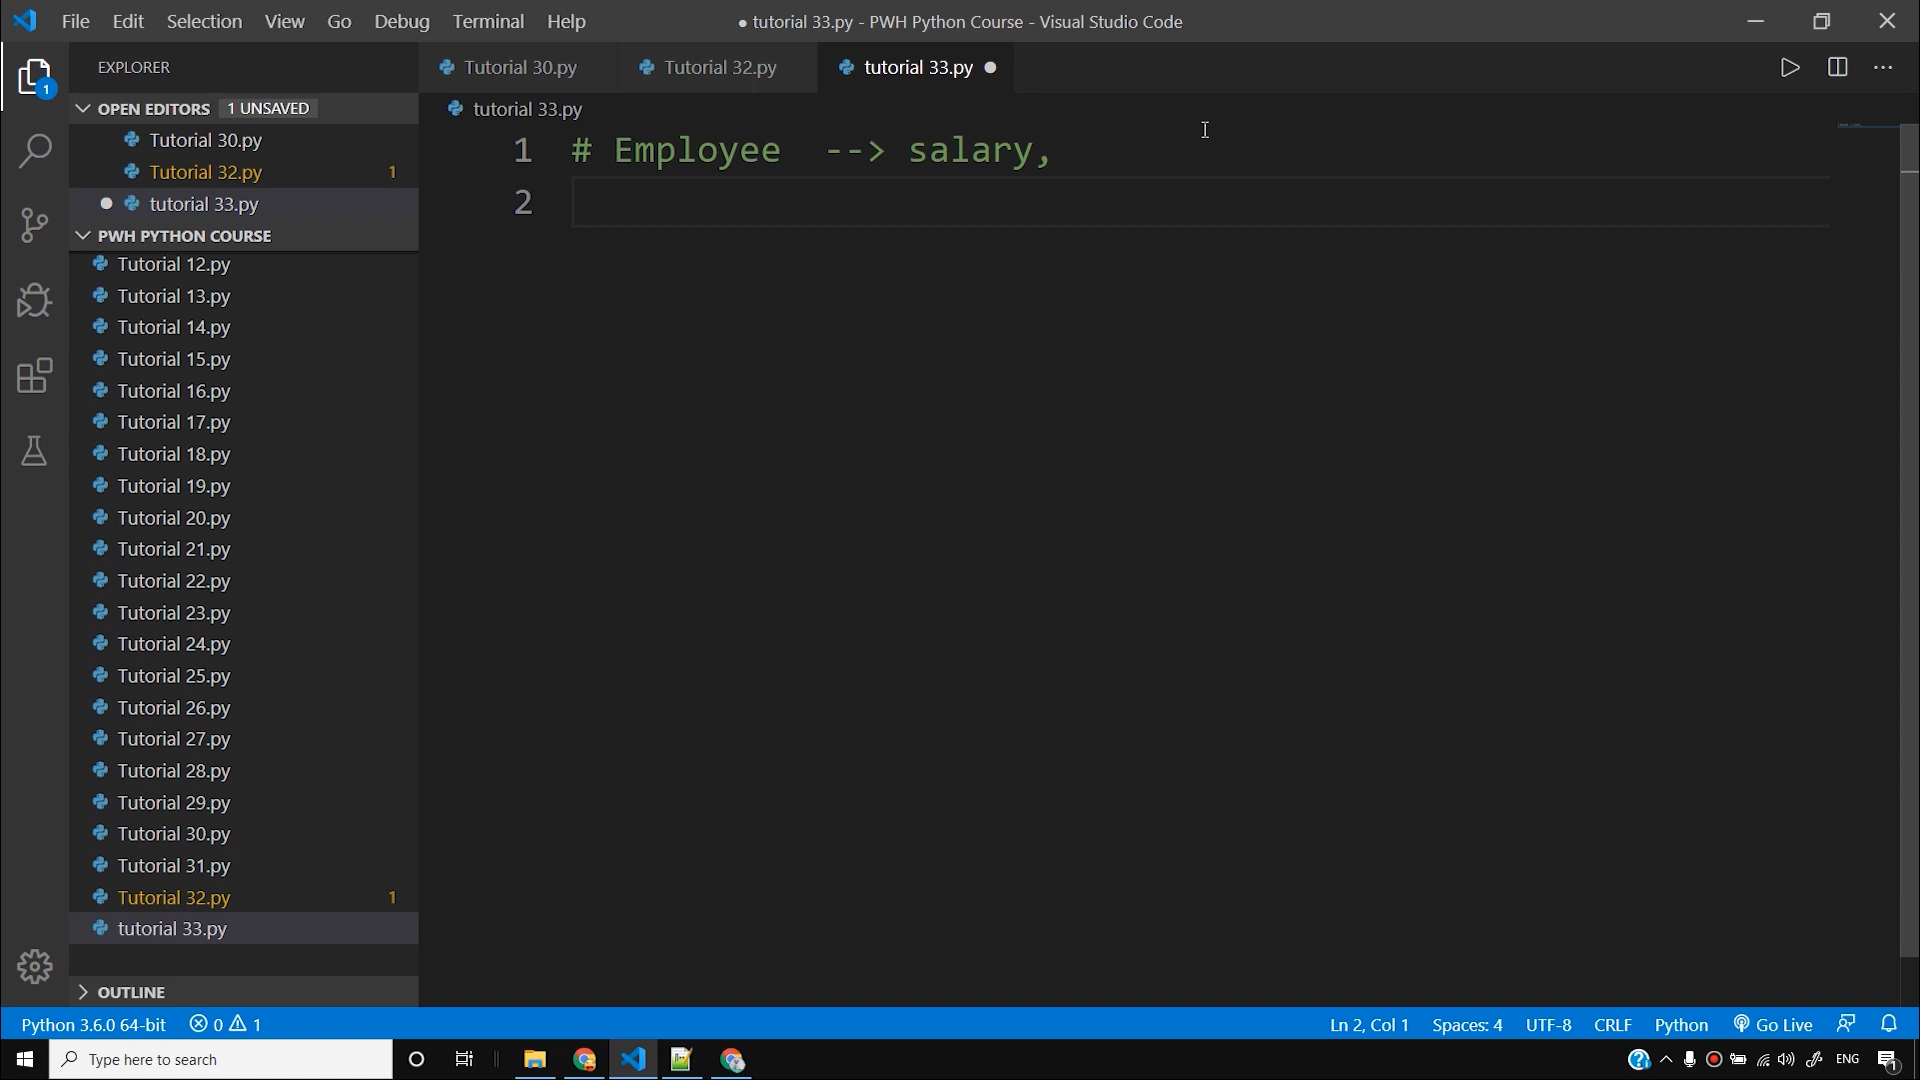 File Edit Selection View Go Debug Terminal Help
● tutorial 33.py - PWH Python Course - Visual Studio Code
EXPLORER
OPEN EDITORS 1 UNSAVED
Tutorial 30.py
Tutorial 32.py 1
tutorial 33.py
PWH PYTHON COURSE
Tutorial 12.py
Tutorial 13.py
Tutorial 14.py
Tutorial 15.py
Tutorial 16.py
Tutorial 17.py
Tutorial 18.py
Tutorial 19.py
Tutorial 20.py
Tutorial 21.py
Tutorial 22.py
Tutorial 23.py
Tutorial 24.py
Tutorial 25.py
Tutorial 26.py
Tutorial 27.py
Tutorial 28.py
Tutorial 29.py
Tutorial 30.py
Tutorial 31.py
Tutorial 32.py 1
tutorial 33.py
OUTLINE
1
Tutorial 30.py Tutorial 32.py tutorial 33.py
tutorial 33.py
1 # Employee  --> salary,
2
Python 3.6.0 64-bit 0 1
Ln 2, Col 1 Spaces: 4 UTF-8 CRLF Python Go Live
Type here to search
ENG 1